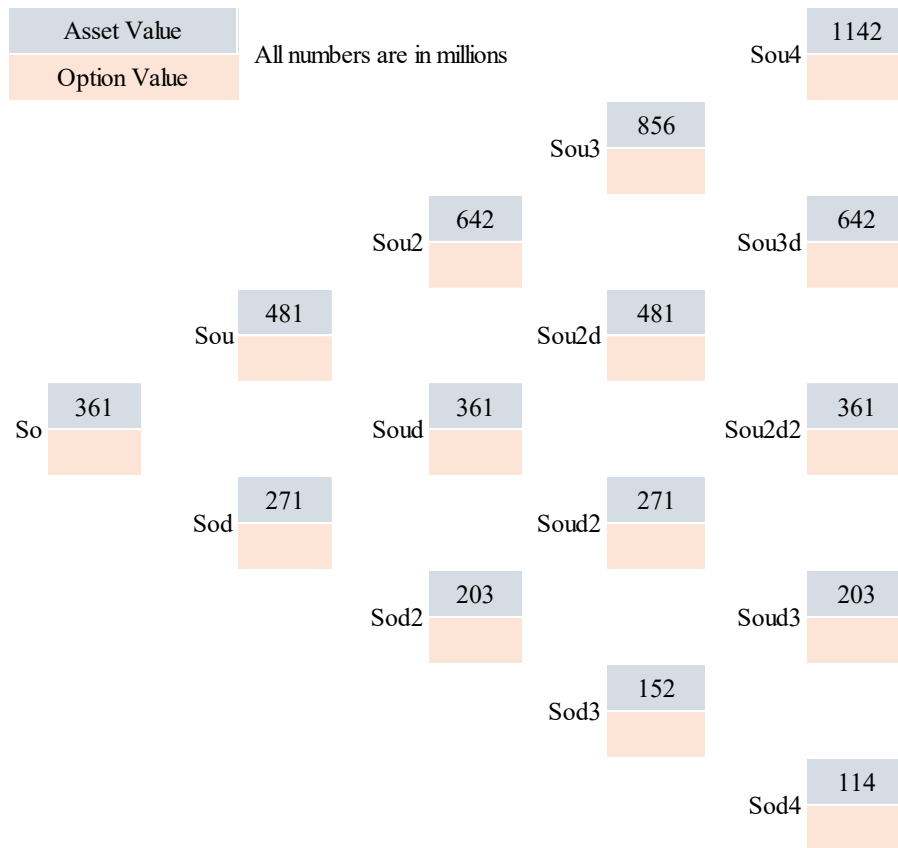 Asset Value
Option Value
All numbers are in millions
Sou4
1142
Sou3
856
Sou2
642
Sou3d
642
Sou
481
Sou2d
481
So
361
Soud
361
Sou2d2
361
Sod
271
Soud2
271
Sod2
203
Soud3
203
Sod3
152
Sod4
114